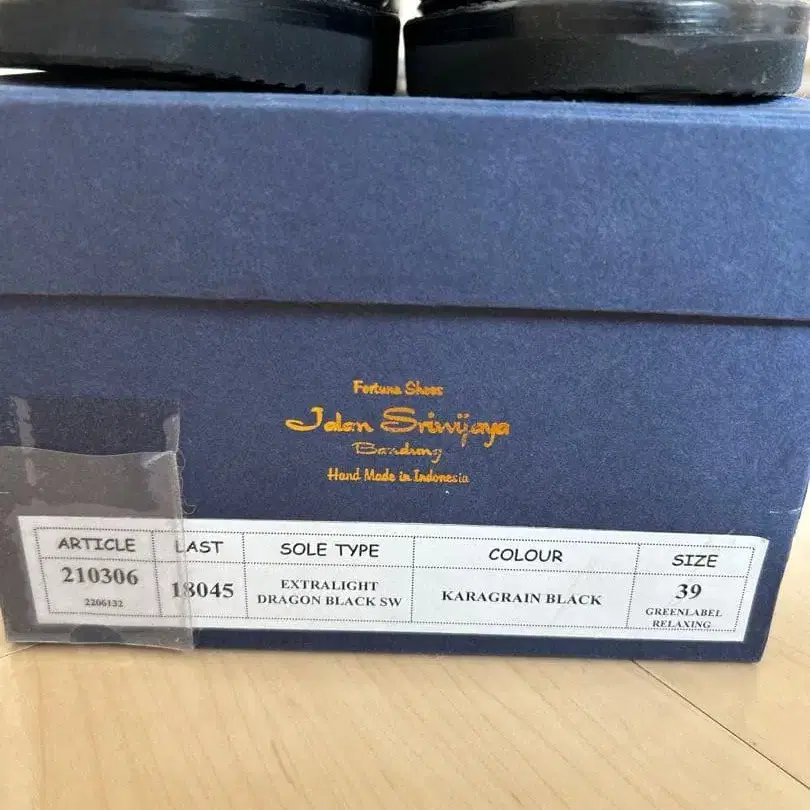 Fortuna Shoes
Jalan Sriwijaya
Bandung
Hand Made in Indonesia
ARTICLE LAST SOLE TYPE COLOUR SIZE
210306 18045 EXTRALIGHT KARAGRAIN BLACK 39
2206132 DRAGON BLACK SW GREENLABEL
RELAXING